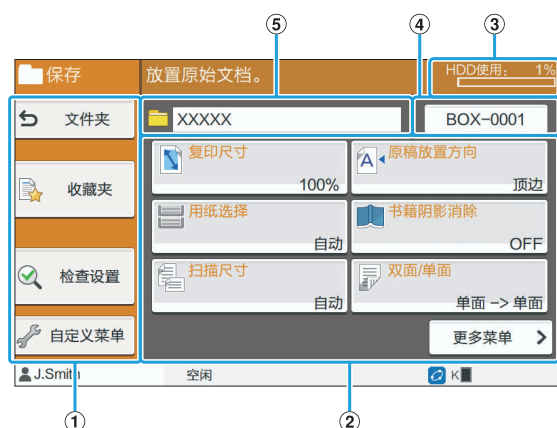 ⑤ ④ ③
保存
放置原始文档。
HDD使用： 1%
文件夹
XXXXX
BOX-0001
收藏夹
检查设置
自定义菜单
复印尺寸
100%
原稿放置方向
顶边
用纸选择
自动
书籍阴影消除
OFF
扫描尺寸
自动
双面/单面
单面 -> 单面
更多菜单
J.Smith
空闲
K
① ②